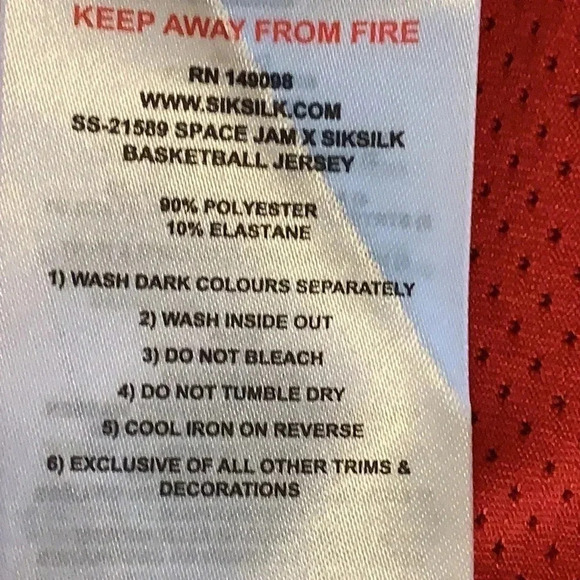 KEEP AWAY FROM FIRE
RN 149098
WWW.SIKSILK.COM
SS-21589 SPACE JAM X SIKSILK
BASKETBALL JERSEY
90% POLYESTER
10% ELASTANE
1) WASH DARK COLOURS SEPARATELY
2) WASH INSIDE OUT
3) DO NOT BLEACH
4) DO NOT TUMBLE DRY
5) COOL IRON ON REVERSE
6) EXCLUSIVE OF ALL OTHER TRIMS &
DECORATIONS